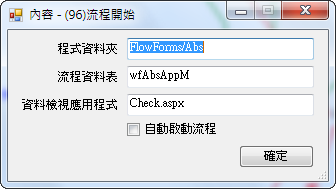 內容 - (96)流程開始
程式資料夾 FlowForms/Abs
流程資料表 wfAbsAppM
資料檢視應用程式 Check.aspx
自動啟動流程
確定